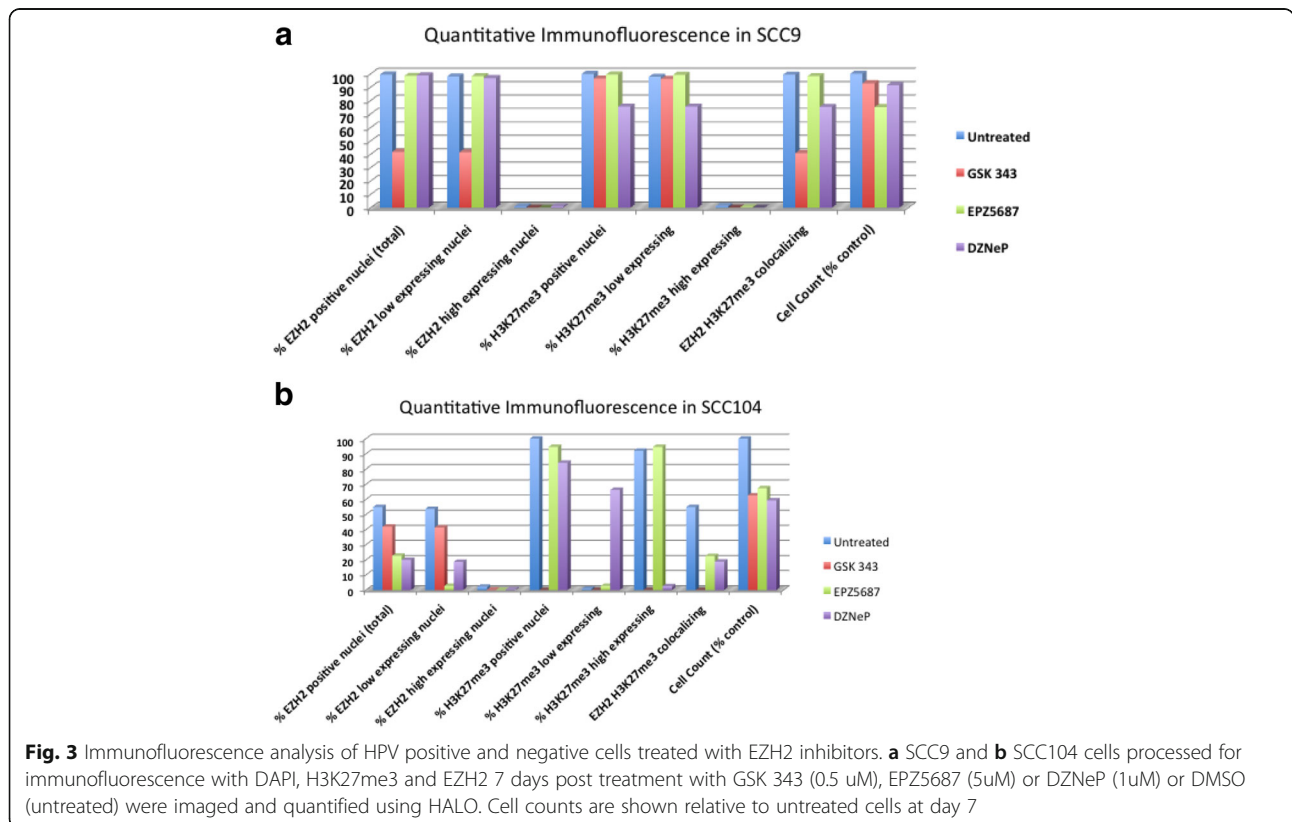 a
Quantitative Immunofluorescence in SCC9
100
90
80
70
60
50
40
30
20
10
0
% EZH2 positive nuclei (total)
% EZH2 low expressing nuclei
% EZH2 high expressing nuclei
% H3K27me3 positive nuclei
% H3K27me3 low expressing
% H3K27me3 high expressing
EZH2 H3K27me3 colocalizing
Cell Count (% control)
Untreated
GSK 343
EPZ5687
DZNeP
b
Quantitative Immunofluorescence in SCC104
100
90
80
70
60
50
40
30
20
10
0
% EZH2 positive nuclei (total)
% EZH2 low expressing nuclei
% EZH2 high expressing nuclei
% H3K27me3 positive nuclei
% H3K27me3 low expressing
% H3K27me3 high expressing
EZH2 H3K27me3 colocalizing
Cell Count (% control)
Untreated
GSK 343
EPZ5687
DZNeP
Fig. 3 Immunofluorescence analysis of HPV positive and negative cells treated with EZH2 inhibitors. a SCC9 and b SCC104 cells processed for
immunofluorescence with DAPI, H3K27me3 and EZH2 7 days post treatment with GSK 343 (0.5 uM), EPZ5687 (5uM) or DZNeP (1uM) or DMSO
(untreated) were imaged and quantified using HALO. Cell counts are shown relative to untreated cells at day 7